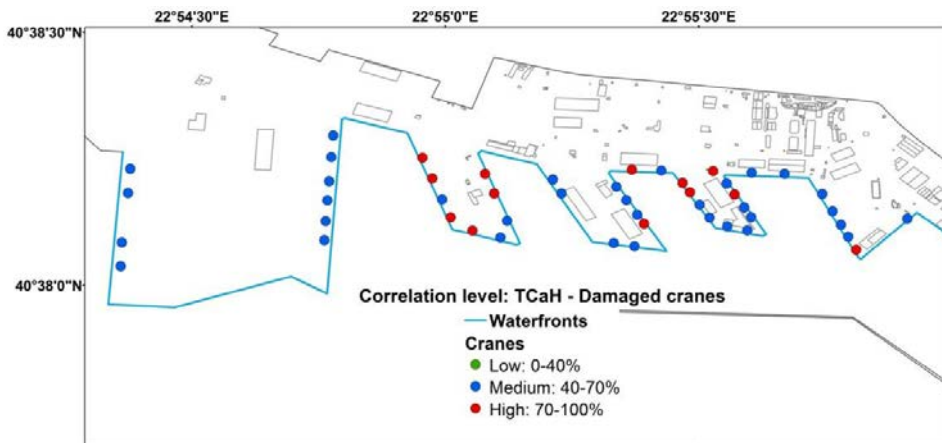 22°54'30"E 22°55'0"E 22°55'30"E
40°38'30"N
40°38'0"N
Correlation level: TCaH - Damaged cranes
Waterfronts
Cranes
Low: 0-40%
Medium: 40-70%
High: 70-100%